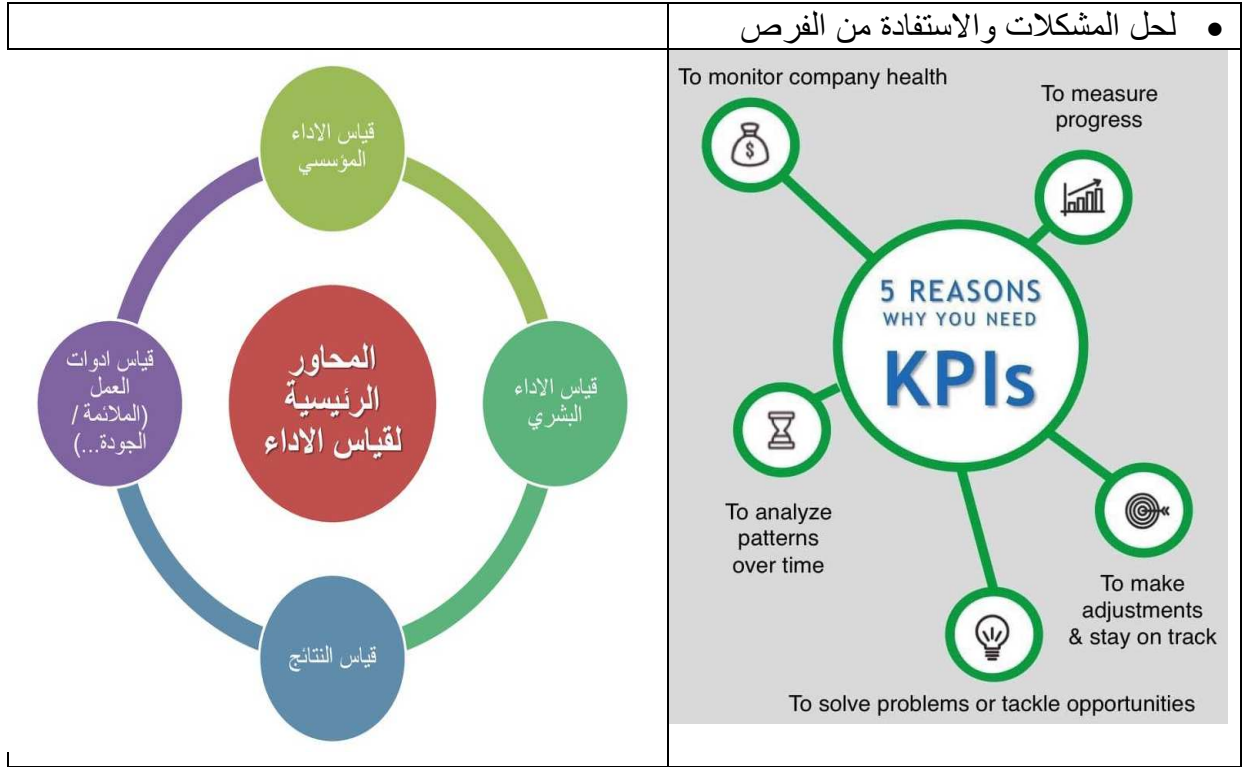 • لحل المشكلات والاستفادة من الفرص
To monitor company health
To measure
progress
5 REASONS
WHY YOU NEED
KPIs
To analyze
patterns
over time
To make
adjustments
& stay on track
To solve problems or tackle opportunities
قياس الاداء
المؤسسي
قياس الاداء
البشري
المحاور
الرئيسية
لقياس الاداء
قياس ادوات
العمل
(الملائمة /
الجودة...)
قياس النتائج